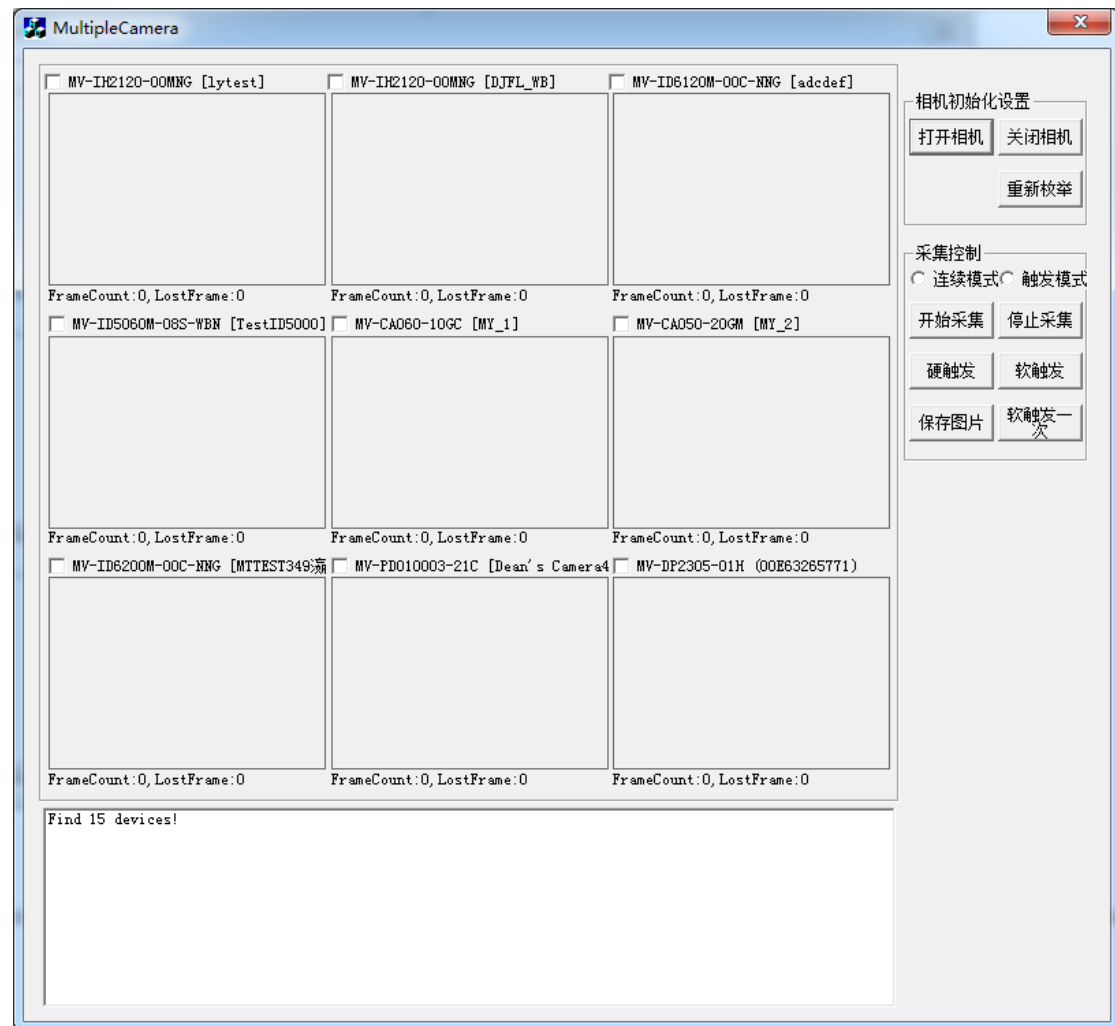 MultipleCamera
MV-IH2120-00MNG [lytest]
MV-IH2120-00MNG [DJFL_WB]
MV-ID6120M-00C-NNG [adcdef]
FrameCount:0, LostFrame:0
FrameCount:0, LostFrame:0
FrameCount:0, LostFrame:0
MV-ID5060M-08S-WBN [TestID5000]
MV-CA060-10GC [MY_1]
MV-CA050-20GM [MY_2]
FrameCount:0, LostFrame:0
FrameCount:0, LostFrame:0
FrameCount:0, LostFrame:0
MV-ID6200M-00C-NNG [MTTEST349
MV-PD010003-21C [Dean's Camera4
MV-DP2305-01H (00E63265771)
FrameCount:0, LostFrame:0
FrameCount:0, LostFrame:0
FrameCount:0, LostFrame:0
Find 15 devices!
相机初始化设置
打开相机
关闭相机
重新枚举
采集控制
连续模式
触发模式
开始采集
停止采集
硬触发
软触发
保存图片
软触发一
次